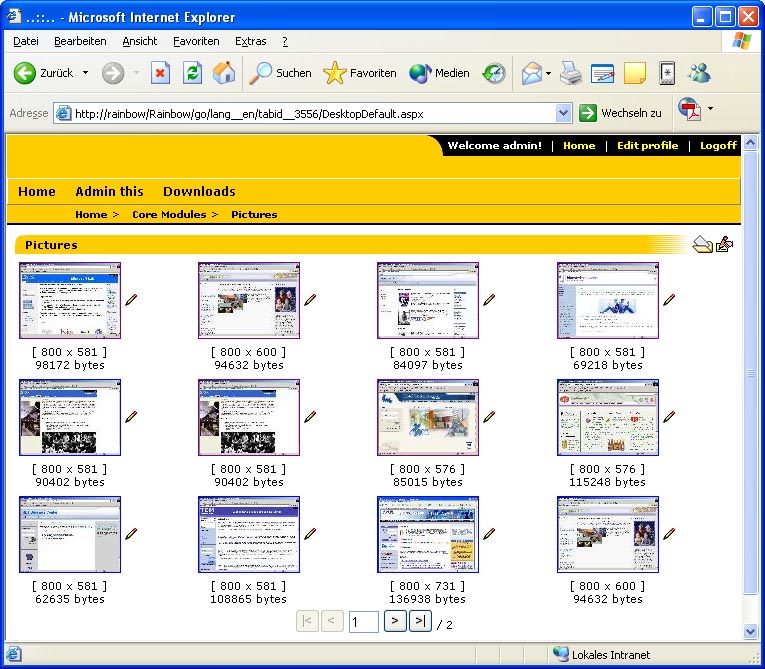 ..::.. - Microsoft Internet Explorer
Datei Bearbeiten Ansicht Favoriten Extras ?
Zurück Suchen Favoriten Medien
Adresse http://rainbow/Rainbow/go/lang__en/tabid__3556/DesktopDefault.aspx Wechseln zu
Welcome admin! | Home | Edit profile | Logoff
Home Admin this Downloads
Home > Core Modules > Pictures
Pictures
[ 800 x 581 ] [ 800 x 600 ] [ 800 x 581 ] [ 800 x 581 ]
98172 bytes 94632 bytes 84097 bytes 69218 bytes
[ 800 x 581 ] [ 800 x 581 ] [ 800 x 576 ] [ 800 x 576 ]
90402 bytes 90402 bytes 85015 bytes 115248 bytes
[ 800 x 581 ] [ 800 x 581 ] [ 800 x 731 ] [ 800 x 600 ]
62635 bytes 108865 bytes 136938 bytes 94632 bytes
|< < 1 > >| / 2
Lokales Intranet